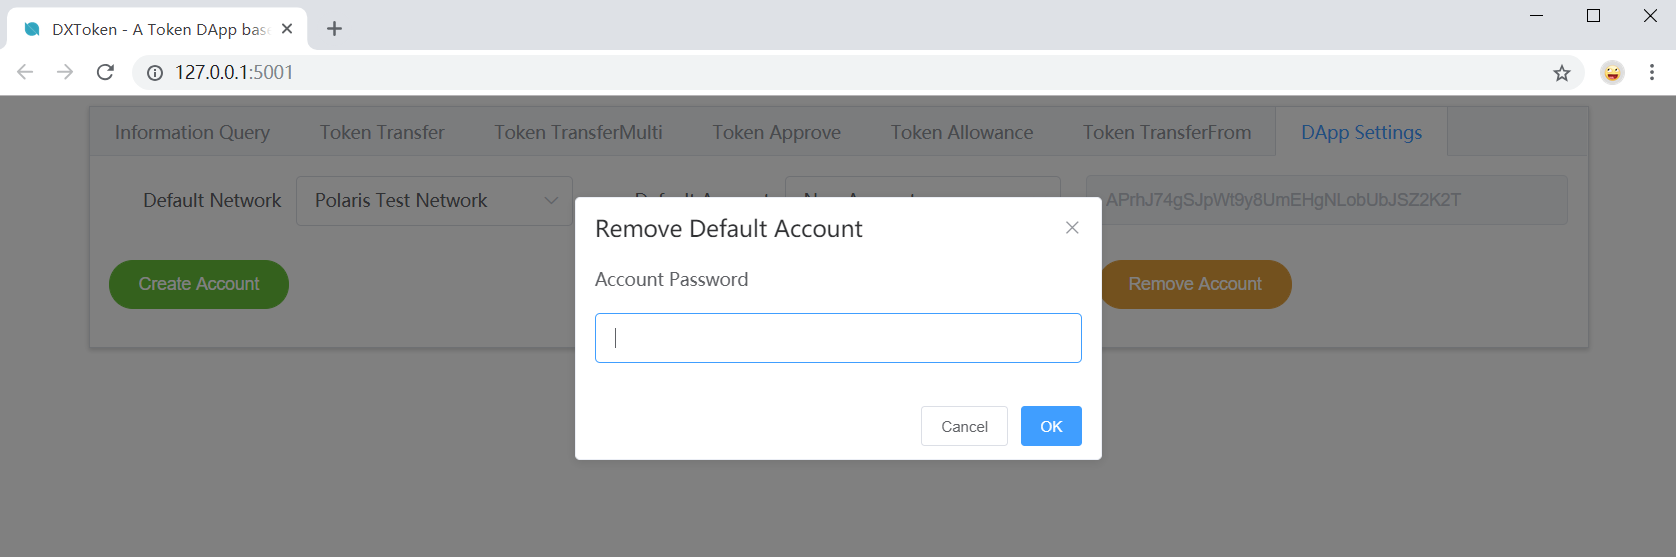 DXToken - A Token DApp bas
127.0.0.1:5001
Information Query Token Transfer Token TransferMulti Token Approve Token Allowance Token TransferFrom DApp Settings
Default Network Polaris Test Network APrhJ74gSJpWt9y8UmEHgNLobUbJSZ2K2T
Remove Default Account
Account Password
Create Account Remove Account
Cancel OK